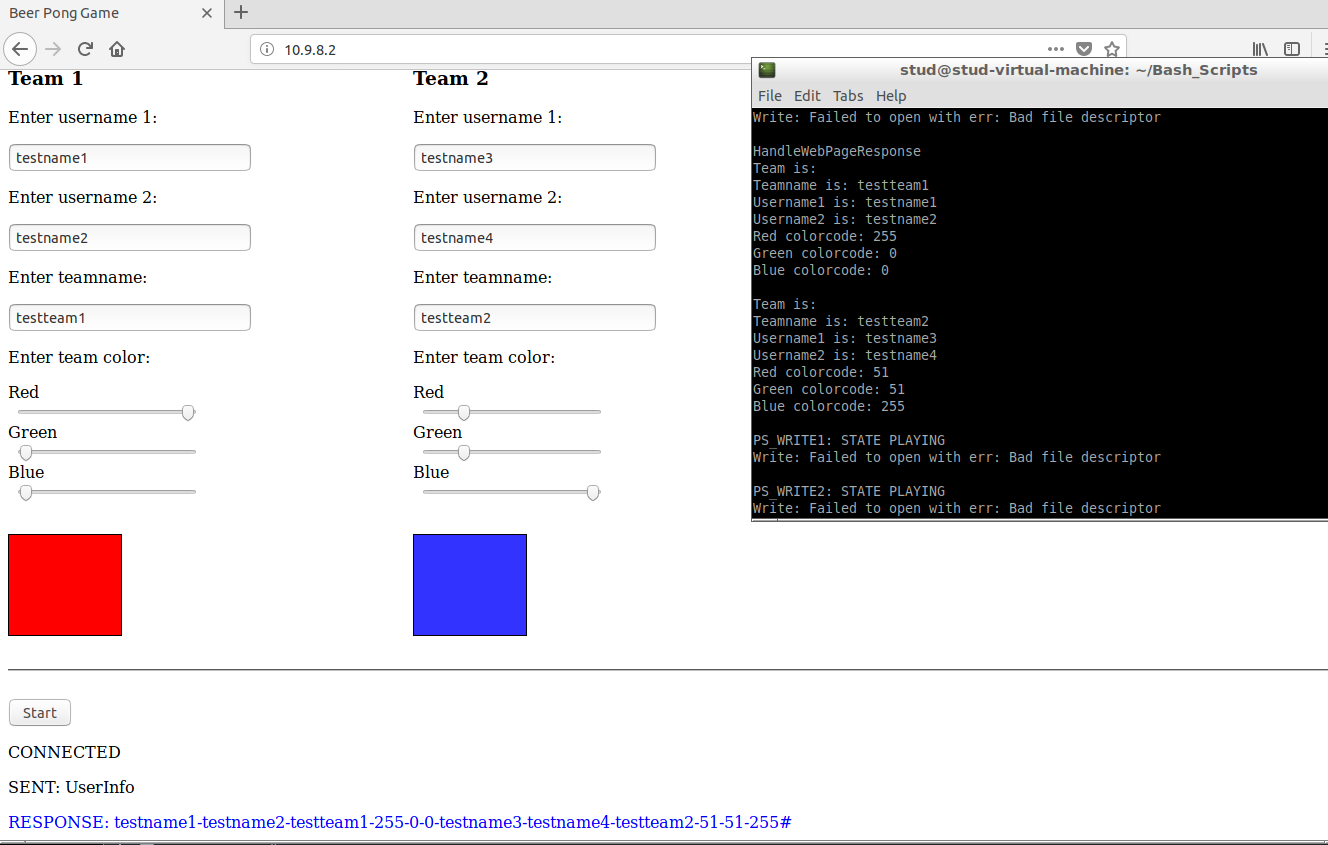 Beer Pong Game
10.9.8.2
Team 1
Enter username 1:
testname1
Enter username 2:
testname2
Enter teamname:
testteam1
Enter team color:
Red
Green
Blue
Team 2
Enter username 1:
testname3
Enter username 2:
testname4
Enter teamname:
testteam2
Enter team color:
Red
Green
Blue
Start
CONNECTED
SENT: UserInfo
RESPONSE: testname1-testname2-testteam1-255-0-0-testname3-testname4-testteam2-51-51-255#
stud@stud-virtual-machine: ~/Bash_Scripts
File Edit Tabs Help
Write: Failed to open with err: Bad file descriptor
HandleWebPageResponse
Team is:
Teamname is: testteam1
Username1 is: testname1
Username2 is: testname2
Red colorcode: 255
Green colorcode: 0
Blue colorcode: 0
Team is:
Teamname is: testteam2
Username1 is: testname3
Username2 is: testname4
Red colorcode: 51
Green colorcode: 51
Blue colorcode: 255
PS_WRITE1: STATE PLAYING
Write: Failed to open with err: Bad file descriptor
PS_WRITE2: STATE PLAYING
Write: Failed to open with err: Bad file descriptor